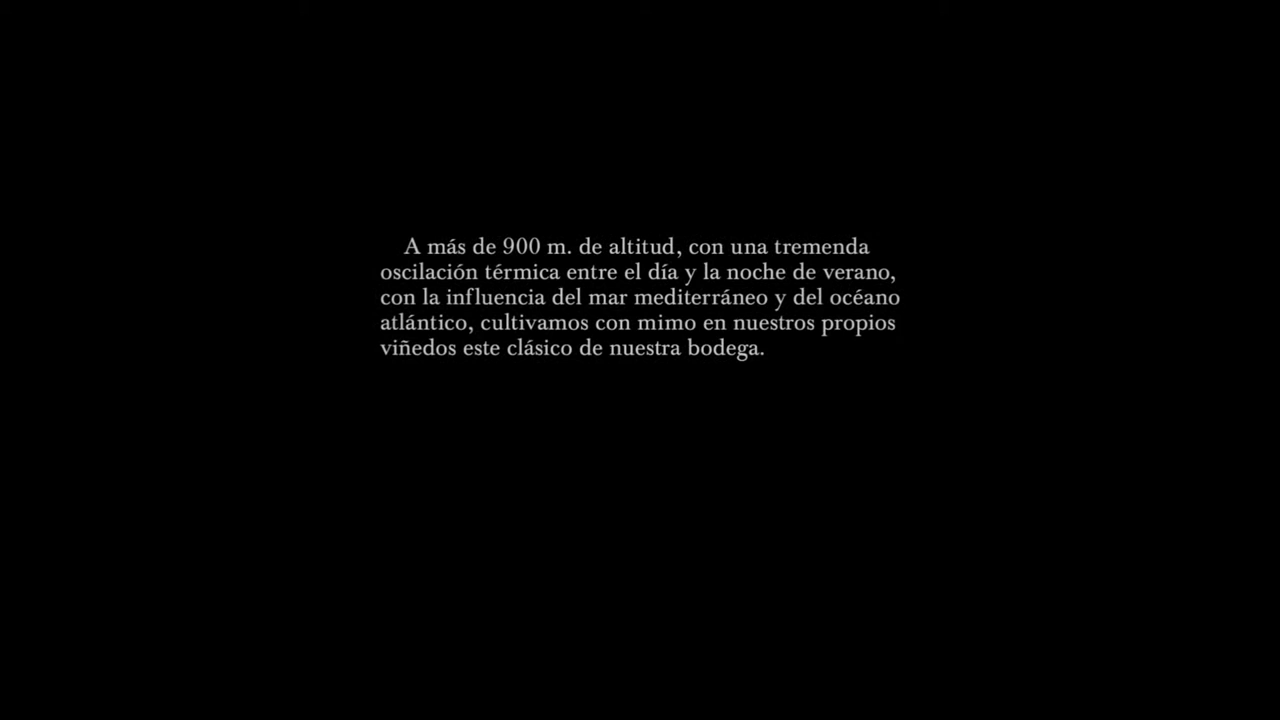 A más de 900 m. de altitud, con una tremenda
oscilación térmica entre el día y la noche de verano,
con la influencia del mar mediterráneo y del océano
atlántico, cultivamos con mimo en nuestros propios
viñedos este clásico de nuestra bodega.